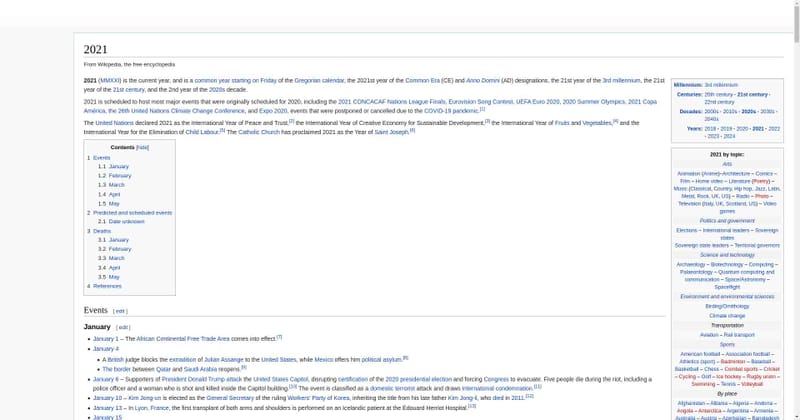 2021
From Wikipedia, the free encyclopedia
2021 (MMXXI) is the current year, and is a common year starting on Friday of the Gregorian calendar, the 2021st year of the Common Era (CE) and Anno Domini (AD) designations, the 21st year of the 3rd millennium, the 21st
year of the 21st century, and the 2nd year of the 2020s decade.
2021 is scheduled to host most major events that were originally scheduled for 2020, including the 2021 CONCACAF Nations League Finals, Eurovision Song Contest, UEFA Euro 2020, 2020 Summer Olympics, 2021 Copa
América, the 26th United Nations Climate Change Conference, and Expo 2020, events that were postponed or cancelled due to the COVID-19 pandemic.[1]
The United Nations declared 2021 as the International Year of Peace and Trust,[2] the International Year of Creative Economy for Sustainable Development,[3] the International Year of Fruits and Vegetables,[4] and the
International Year for the Elimination of Child Labour.[5] The Catholic Church has proclaimed 2021 as the Year of Saint Joseph.[6]
Contents [hide]
1 Events
1.1 January
1.2 February
1.3 March
1.4 April
1.5 May
2 Predicted and scheduled events
2.1 Date unknown
3 Deaths
3.1 January
3.2 February
3.3 March
3.4 April
3.5 May
4 References
Events [ edit ]
January [ edit ]
• January 1 – The African Continental Free Trade Area comes into effect.[7]
• January 4
• A British judge blocks the extradition of Julian Assange to the United States, while Mexico offers him political asylum.[8]
• The border between Qatar and Saudi Arabia reopens.[9]
• January 6 – Supporters of President Donald Trump attack the United States Capitol, disrupting certification of the 2020 presidential election and forcing Congress to evacuate. Five people die during the riot, including a
police officer and a woman who is shot and killed inside the Capitol building.[10] The event is classified as a domestic terrorist attack and draws international condemnation.[11]
• January 10 – Kim Jong-un is elected as the General Secretary of the ruling Workers' Party of Korea, inheriting the title from his late father Kim Jong-il, who died in 2011.[12]
• January 13 – In Lyon, France, the first transplant of both arms and shoulders is performed on an Icelandic patient at the Édouard Herriot Hospital.[13]
• January 15
Millennium: 3rd millennium
Centuries: 20th century · 21st century ·
22nd century
Decades: 2000s · 2010s · 2020s · 2030s ·
2040s
Years: 2018 · 2019 · 2020 · 2021 · 2022
· 2023 · 2024
2021 by topic:
Arts
Animation (Anime)–Architecture – Comics –
Film – Home video – Literature (Poetry) –
Music (Classical, Country, Hip hop, Jazz, Latin,
Metal, Rock, UK, US) – Radio – Photo –
Television (Italy, UK, Scotland, US) – Video
games
Politics and government
Elections – International leaders – Sovereign
states
Sovereign state leaders – Territorial governors
Science and technology
Archaeology – Biotechnology – Computing –
Palaeontology – Quantum computing and
communication – Space/Astronomy –
Spaceflight
Environment and environmental sciences
Birding/Ornithology
Climate change
Transportation
Aviation – Rail transport
Sports
American football – Association football –
Athletics (sport) – Badminton – Baseball –
Basketball – Chess – Combat sports – Cricket
– Cycling – Golf – Ice hockey – Rugby union –
Swimming – Tennis – Volleyball
By place
Afghanistan – Albania – Algeria – Andorra –
Angola – Antarctica – Argentina – Armenia –
Australia – Austria – Azerbaijan – Bangladesh